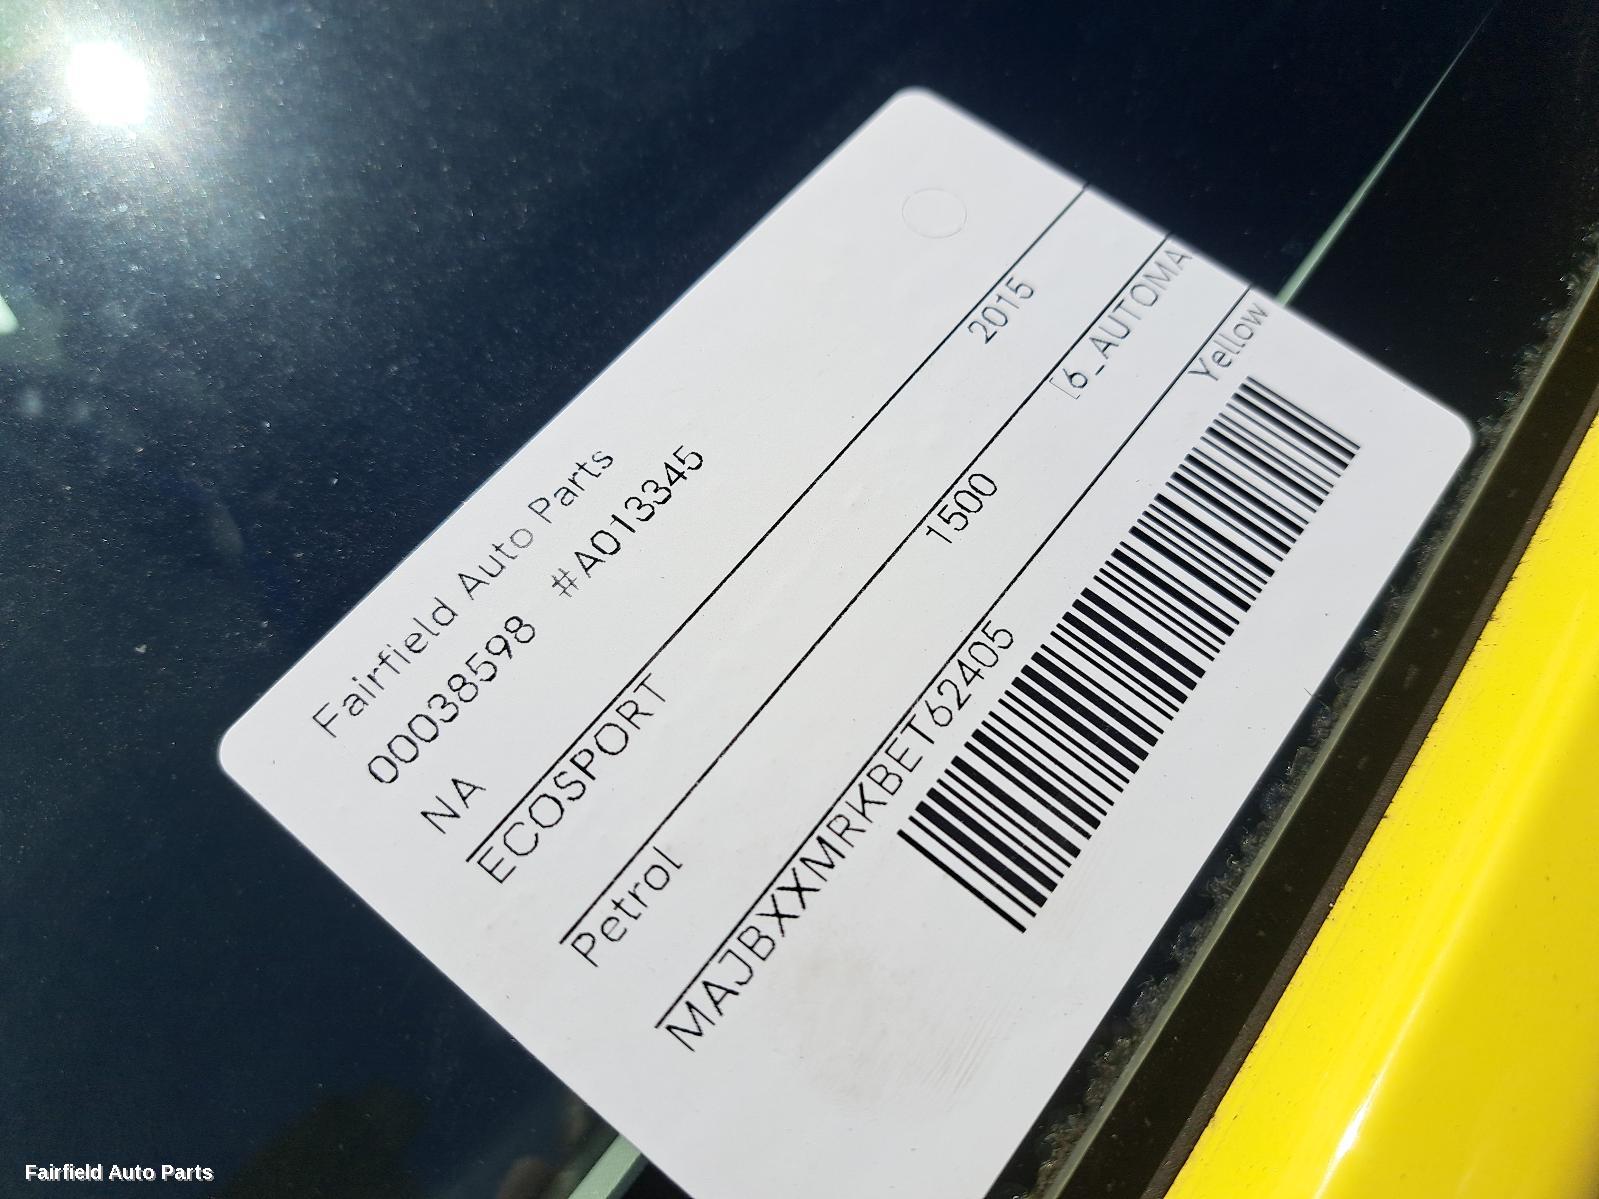 Fairfield Auto Parts
00038598 #A013345
NA
ECOSPORT 2015
Petrol 1500 [6_AUTOMA
MAJBXXMRKBET62405 Yellow
Fairfield Auto Parts